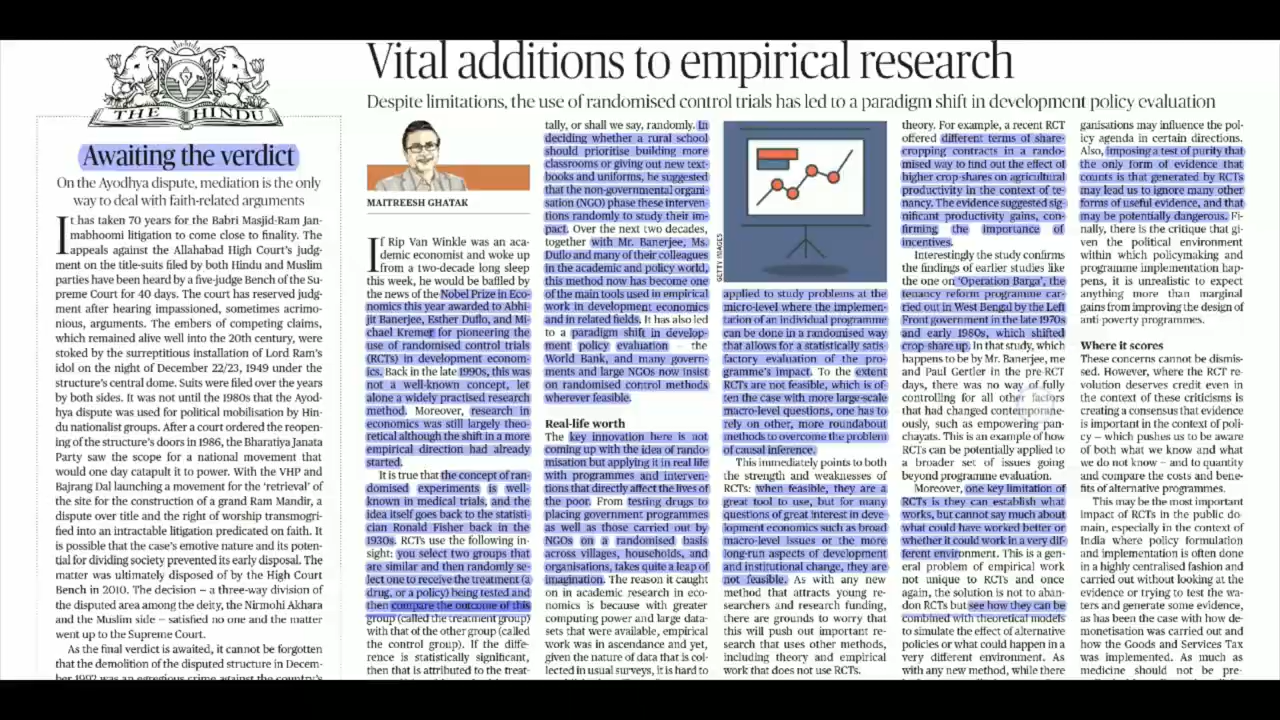 THE HINDU
Awaiting the verdict
On the Ayodhya dispute, mediation is the only
way to deal with faith-related arguments
It has taken 70 years for the Babri Masjid-Ram Jan-
mabhoomi litigation to come close to finality. The
appeals against the Allahabad High Court's judg-
ment on the title-suits filed by both Hindu and Muslim
parties have been heard by a five-judge Bench of the Su-
preme Court for 40 days. The court has reserved judg-
ment after hearing impassioned, sometimes acrimo-
nious, arguments. The embers of competing claims,
which remained alive well into the 20th century, were
stoked by the surreptitious installation of Lord Ram's
idol on the night of December 22/23, 1949 under the
structure's central dome. Suits were filed over the years
by both sides. It was not until the 1980s that the Ayod-
hya dispute was used for political mobilisation by Hin-
du nationalist groups. After a court ordered the reopen-
ing of the structure's doors in 1986, the Bharatiya Janata
Party saw the scope for a national movement that
would one day catapult it to power. With the VHP and
Bajrang Dal launching a movement for the 'retrieval' of
the site for the construction of a grand Ram Mandir, a
dispute over title and the right of worship transmogri-
fied into an intractable litigation predicated on faith. It
is possible that the case's emotive nature and its poten-
tial for dividing society prevented its early disposal. The
matter was ultimately disposed of by the High Court
Bench in 2010. The decision – a three-way division of
the disputed area among the deity, the Nirmohi Akhara
and the Muslim side – satisfied no one and the matter
went up to the Supreme Court.
As the final verdict is awaited, it cannot be forgotten
that the demolition of the disputed structure in Decem-
ber 1992 was an egregious crime against the country's
Vital additions to empirical research
Despite limitations, the use of randomised control trials has led to a paradigm shift in development policy evaluation
MAITREESH GHATAK
If Rip Van Winkle was an aca-
demic economist and woke up
from a two-decade long sleep
this week, he would be baffled by
the news of the Nobel Prize in Eco-
nomics this year awarded to Abhi-
jit Banerjee, Esther Duflo, and Mi-
chael Kremer for pioneering the
use of randomised control trials
(RCTs) in development econom-
ics. Back in the late 1990s, this was
not a well-known concept, let
alone a widely practised research
method. Moreover, research in
economics was still largely theo-
retical although the shift in a more
empirical direction had already
started.
It is true that the concept of ran-
domised experiments is well-
known in medical trials, and the
idea itself goes back to the statisti-
cian Ronald Fisher back in the
1930s. RCTs use the following in-
sight: you select two groups that
are similar and then randomly se-
lect one to receive the treatment (a
drug, or a policy) being tested and
then compare the outcome of this
group (called the treatment group)
with that of the other group (called
the control group). If the diffe-
rence is statistically significant,
then that is attributed to the treat-
tally, or shall we say, randomly. In
deciding whether a rural school
should prioritise building more
classrooms or giving out new text-
books and uniforms, he suggested
that the non-governmental organi-
sation (NGO) phase these interven-
tions randomly to study their im-
pact. Over the next two decades,
together with Mr. Banerjee, Ms.
Duflo and many of their colleagues
in the academic and policy world,
this method now has become one
of the main tools used in empirical
work in development economics
and in related fields. It has also led
to a paradigm shift in develop-
ment policy evaluation – the
World Bank, and many govern-
ments and large NGOs now insist
on randomised control methods
wherever feasible.
Real-life worth
The key innovation here is not
coming up with the idea of rando-
misation but applying it in real life
with programmes and interven-
tions that directly affect the lives of
the poor. From testing drugs to
placing government programmes
as well as those carried out by
NGOs on a randomised basis
across villages, households, and
organisations, takes quite a leap of
imagination. The reason it caught
on in academic research in eco-
nomics is because with greater
computing power and large data-
sets that were available, empirical
work was in ascendance and yet,
given the nature of data that is col-
lected in usual surveys, it is hard to
GETTY IMAGES
applied to study problems at the
micro-level where the implemen-
tation of an individual programme
can be done in a randomised way
that allows for a statistically satis-
factory evaluation of the pro-
gramme's impact. To the extent
RCTs are not feasible, which is of-
ten the case with more large-scale
macro-level questions, one has to
rely on other, more roundabout
methods to overcome the problem
of causal inference.
This immediately points to both
the strength and weaknesses of
RCTs: When feasible, they are a
great tool to use, but for many
questions of great interest in deve-
lopment economics such as broad
macro-level issues or the more
long-run aspects of development
and institutional change, they are
not feasible. As with any new
method that attracts young re-
searchers and research funding,
there are grounds to worry that
this will push out important re-
search that uses other methods,
including theory and empirical
work that does not use RCTs.
theory. For example, a recent RCT
offered different terms of share-
cropping contracts in a rando-
mised way to find out the effect of
higher crop-shares on agricultural
productivity in the context of te-
nancy. The evidence suggested sig-
nificant productivity gains, con-
firming the importance of
incentives.
Interestingly the study confirms
the findings of earlier studies like
the one on 'Operation Barga', the
tenancy reform programme car-
ried out in West Bengal by the Left
Front government in the late 1970s
and early 1980s, which shifted
crop-share up. In that study, which
happens to be by Mr. Banerjee, me
and Paul Gertler in the pre-RCT
days, there was no way of fully
controlling for all other factors
that had changed contemporane-
ously, such as empowering pan-
chayats. This is an example of how
RCTs can be potentially applied to
a broader set of issues going
beyond programme evaluation.
Moreover, one key limitation of
RCTs is they can establish what
works, but cannot say much about
what could have worked better or
whether it could work in a very dif-
ferent environment. This is a gen-
eral problem of empirical work
not unique to RCTs and once
again, the solution is not to aban-
don RCTs but see how they can be
combined with theoretical models
to simulate the effect of alternative
policies or what could happen in a
very different environment. As
with any new method, while there
ganisations may influence the pol-
icy agenda in certain directions.
Also, imposing a test of purity that
the only form of evidence that
counts is that generated by RCTs
may lead us to ignore many other
forms of useful evidence, and that
may be potentially dangerous. Fi-
nally, there is the critique that gi-
ven the political environment
within which policymaking and
programme implementation hap-
pens, it is unrealistic to expect
anything more than marginal
gains from improving the design of
anti-poverty programmes.
Where it scores
These concerns cannot be dismis-
sed. However, where the RCT re-
volution deserves credit even in
the context of these criticisms is
creating a consensus that evidence
is important in the context of poli-
cy – which pushes us to be aware
of both what we know and what
we do not know – and to quantity
and compare the costs and bene-
fits of alternative programmes.
This may be the most important
impact of RCTs in the public do-
main, especially in the context of
India where policy formulation
and implementation is often done
in a highly centralised fashion and
carried out without looking at the
evidence or trying to test the wa-
ters and generate some evidence,
as has been the case with how de-
monetisation was carried out and
how the Goods and Services Tax
was implemented. As much as
medicine should not be pre-